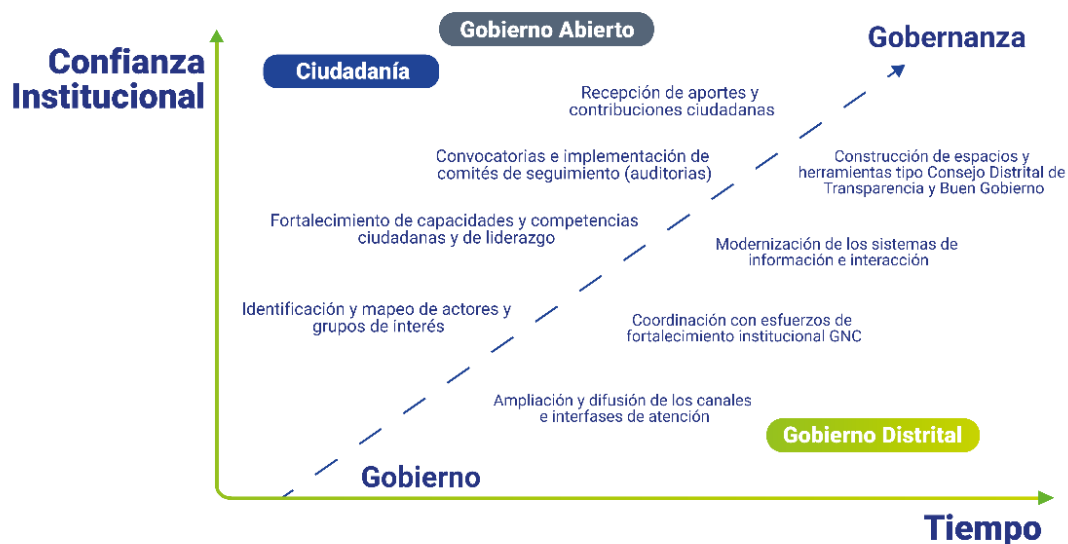 Gobierno Abierto
Gobernanza
Confianza
Institucional
Ciudadanía
Recepción de aportes y
contribuciones ciudadanas
Convocatorias e implementación de
comités de seguimiento (auditorias)
Construcción de espacios y
herramientas tipo Consejo Distrital de
Transparencia y Buen Gobierno
Fortalecimiento de capacidades y competencias
ciudadanas y de liderazgo
Modernización de los sistemas de
información e interacción
Identificación y mapeo de actores y
grupos de interés
Coordinación con esfuerzos de
fortalecimiento institucional GNC
Ampliación y difusión de los canales
e interfases de atención
Gobierno Distrital
Gobierno
Tiempo